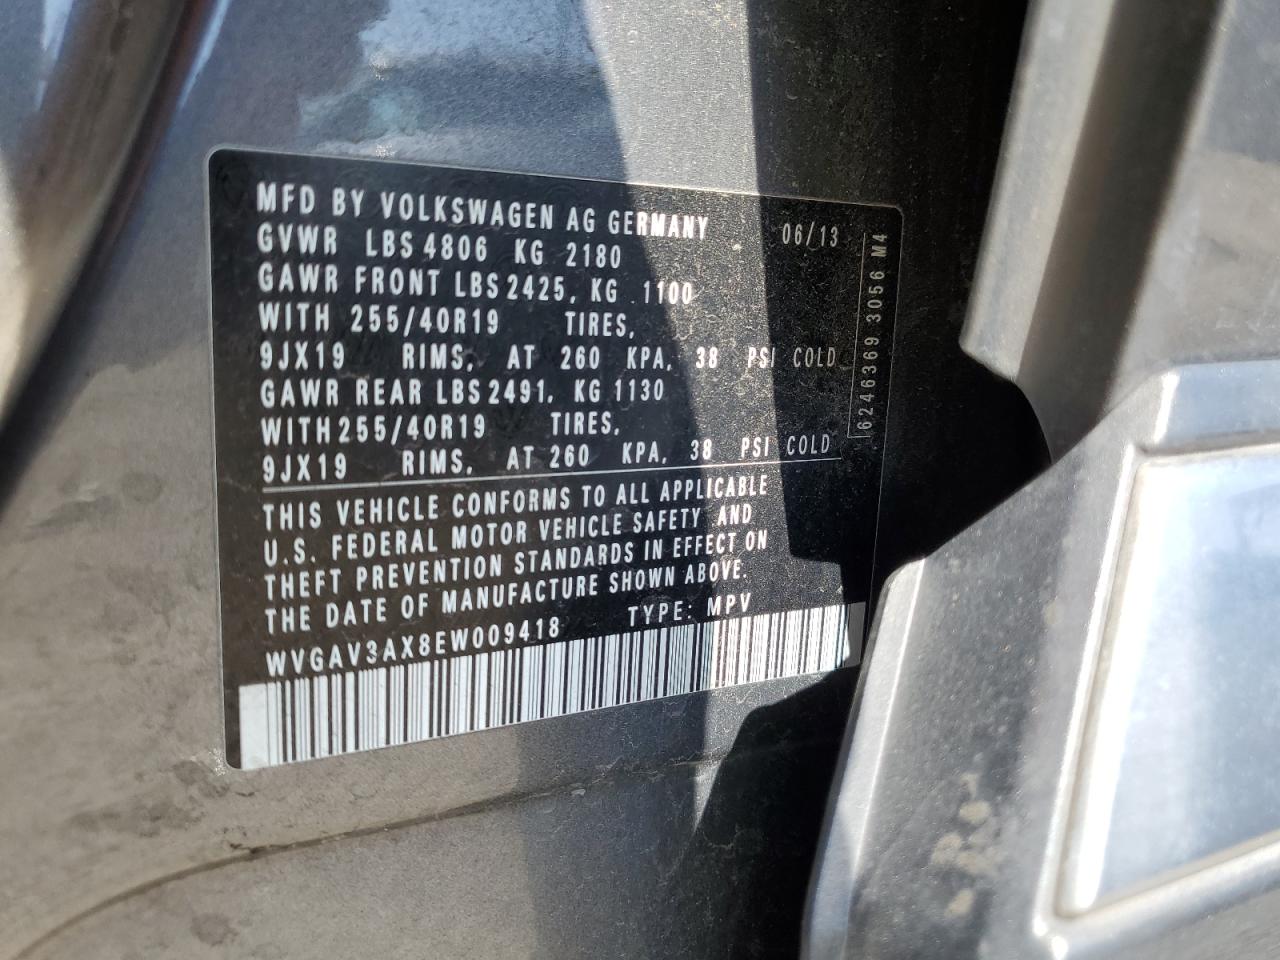 MFD BY VOLKSWAGEN AG GERMANY 06/13
GVWR LBS 4806 KG 2180
GAWR FRONT LBS 2425, KG 1100
WITH 255/40R19 TIRES,
9JX19 RIMS, AT 260 KPA, 38 PSI COLD
GAWR REAR LBS 2491, KG 1130
WITH 255/40R19 TIRES,
9JX19 RIMS, AT 260 KPA, 38 PSI COLD
THIS VEHICLE CONFORMS TO ALL APPLICABLE
U.S. FEDERAL MOTOR VEHICLE SAFETY AND
THEFT PREVENTION STANDARDS IN EFFECT ON
THE DATE OF MANUFACTURE SHOWN ABOVE.
WVGAV3AX8EW009418 TYPE: MPV
6246369 3056 M4